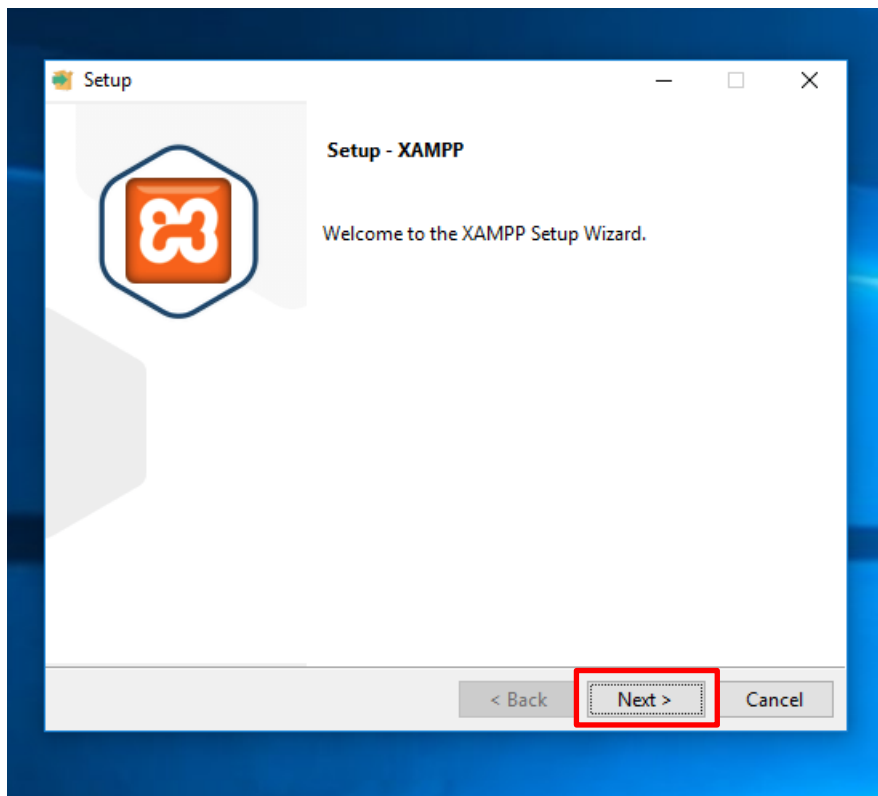 Setup
Setup - XAMPP
Welcome to the XAMPP Setup Wizard.
< Back Next > Cancel